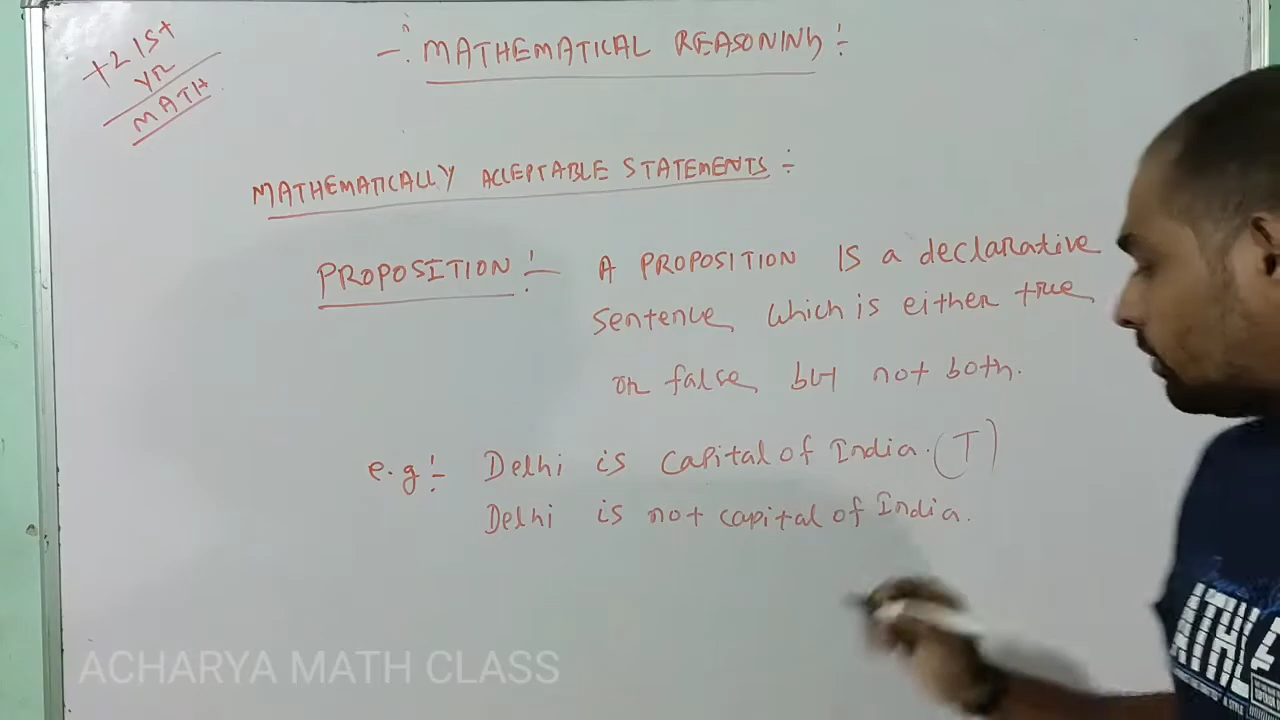 +2 1st
yr
MATH
-: MATHEMATICAL REASONING :
MATHEMATICALLY ACCEPTABLE STATEMENTS :-
PROPOSITION :- A PROPOSITION IS a declarative
sentence, which is either true
or false, but not both.
e.g :- Delhi is capital of India. (T)
Delhi is not capital of India.
ACHARYA MATH CLASS